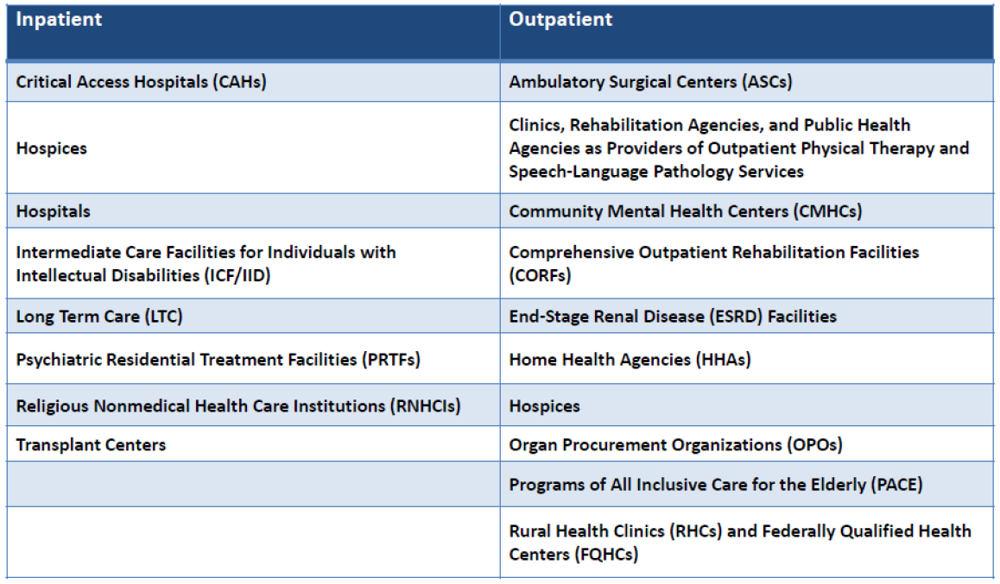 Inpatient
Outpatient
Critical Access Hospitals (CAHs)
Ambulatory Surgical Centers (ASCs)
Hospices
Clinics, Rehabilitation Agencies, and Public Health
Agencies as Providers of Outpatient Physical Therapy and
Speech-Language Pathology Services
Hospitals
Community Mental Health Centers (CMHCs)
Intermediate Care Facilities for Individuals with
Intellectual Disabilities (ICF/IID)
Comprehensive Outpatient Rehabilitation Facilities
(CORFs)
Long Term Care (LTC)
End-Stage Renal Disease (ESRD) Facilities
Psychiatric Residential Treatment Facilities (PRTFs)
Home Health Agencies (HHAs)
Religious Nonmedical Health Care Institutions (RNHCIs)
Hospices
Transplant Centers
Organ Procurement Organizations (OPOs)
Programs of All Inclusive Care for the Elderly (PACE)
Rural Health Clinics (RHCs) and Federally Qualified Health
Centers (FQHCs)